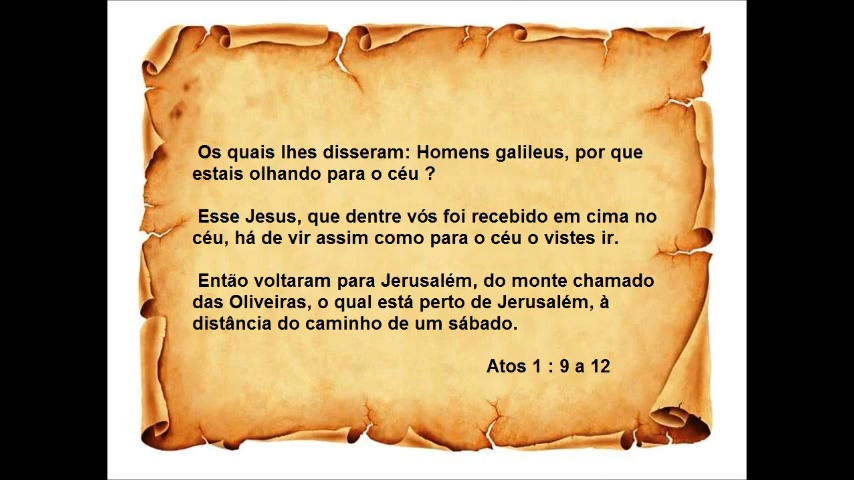 Os quais lhes disseram: Homens galileus, por que
estais olhando para o céu ?
Esse Jesus, que dentre vós foi recebido em cima no
céu, há de vir assim como para o céu o vistes ir.
Então voltaram para Jerusalém, do monte chamado
das Oliveiras, o qual está perto de Jerusalém, à
distância do caminho de um sábado.
Atos 1 : 9 a 12